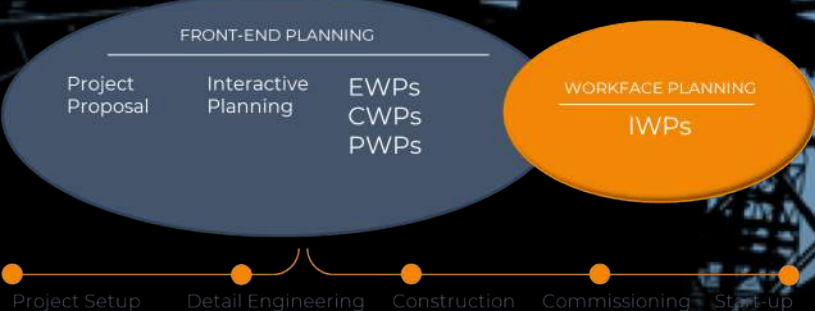 FRONT-END PLANNING
Project
Proposal
Interactive
Planning
EWPs
CWPs
PWPs
WORKFACE PLANNING
IWPs
Project Setup
Detail Engineering
Construction
Commissioning
Start-up